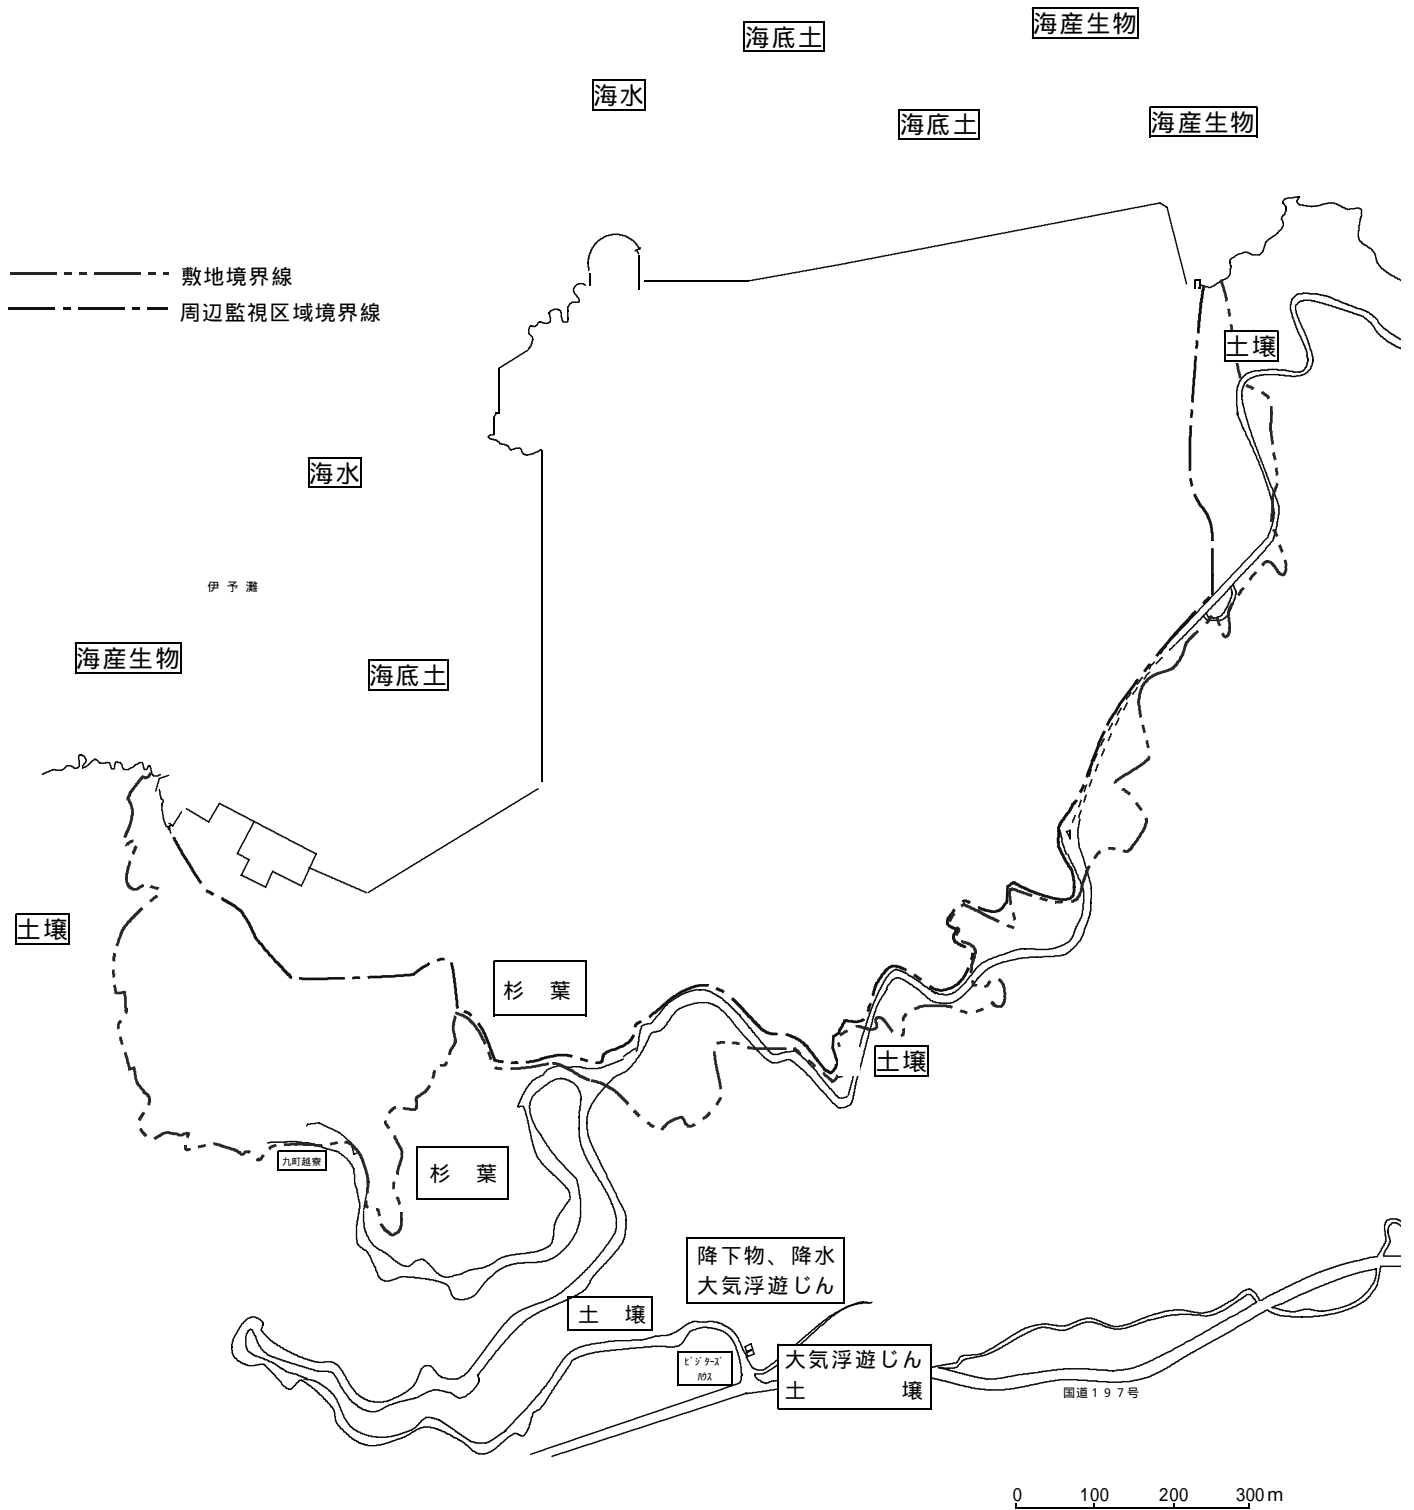 海産生物
海底土
海水
海底土
海産生物
敷地境界線
周辺監視区域境界線
土壌
海水
伊予灘
海産生物
海底土
土壌
杉　葉
土壌
九町越寮
杉　葉
降下物、降水
大気浮遊じん
土　壌
ﾋﾞｼﾞﾀｰｽﾞ
ﾊｳｽ
大気浮遊じん
土　　　　壌
国道１９７号
0 100 200 300m